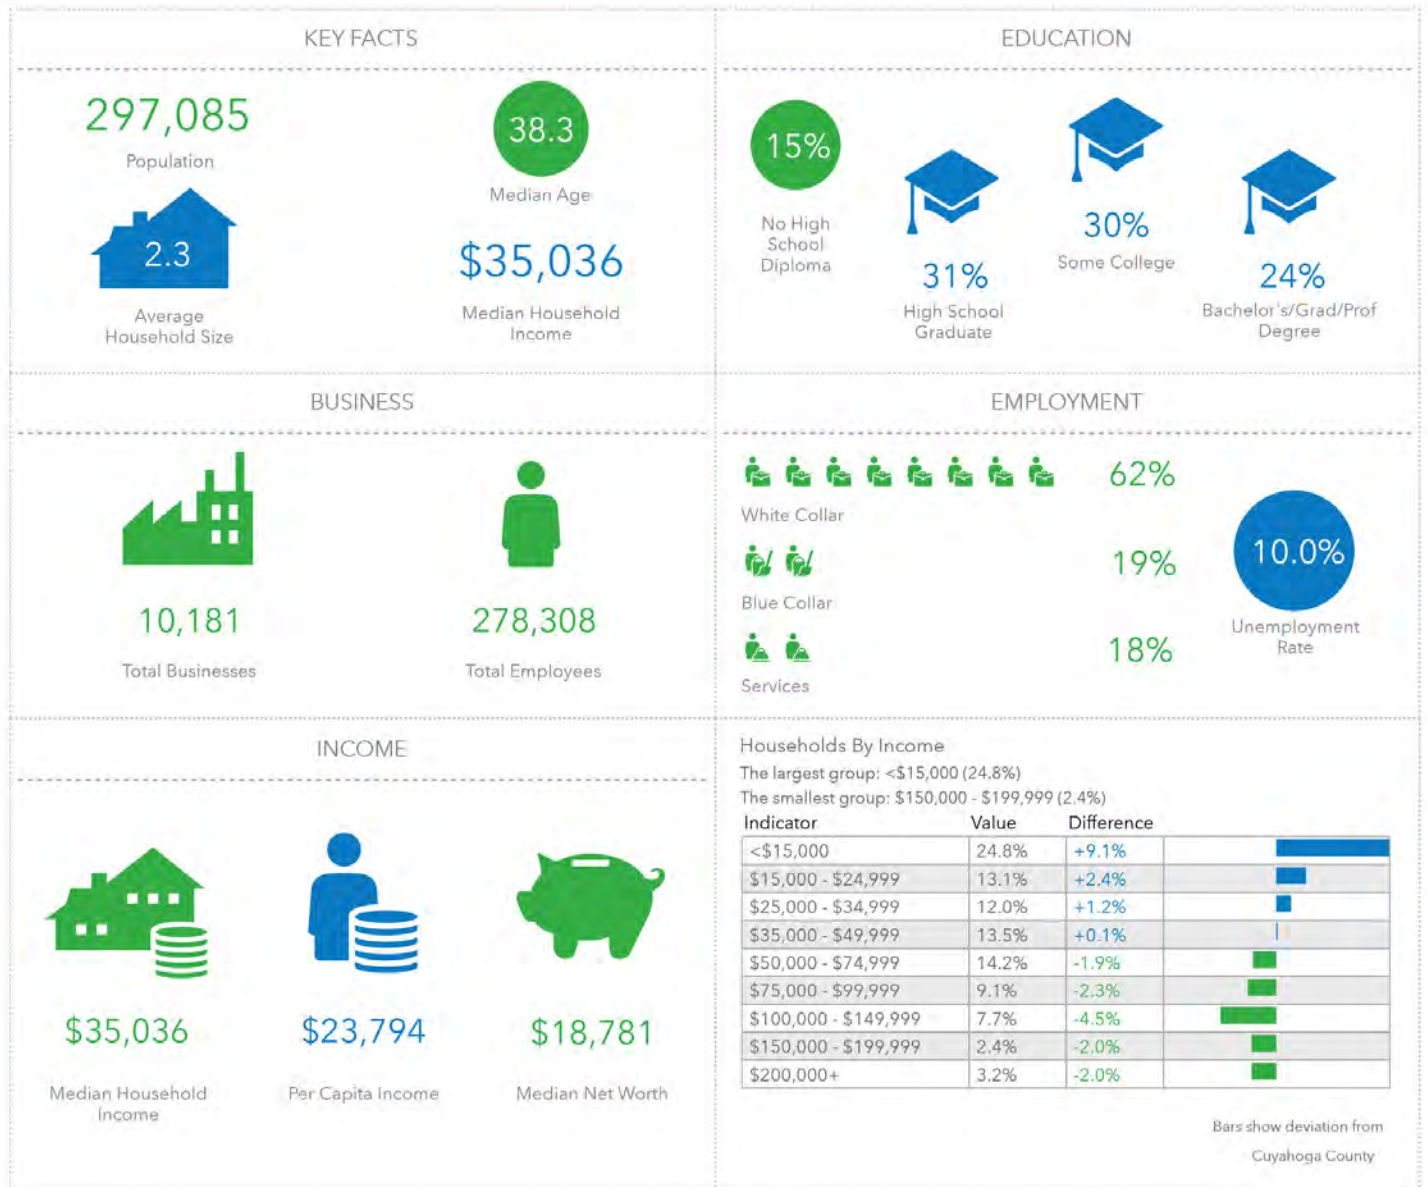 KEY FACTS
297,085
Population
38.3
Median Age
2.3
Average
Household Size
$35,036
Median Household
Income
EDUCATION
15%
No High
School
Diploma
31%
High School
Graduate
30%
Some College
24%
Bachelor's/Grad/Prof
Degree
BUSINESS
10,181
Total Businesses
278,308
Total Employees
EMPLOYMENT
62%
White Collar
19%
Blue Collar
18%
Services
10.0%
Unemployment
Rate
INCOME
$35,036
Median Household
Income
$23,794
Per Capita Income
$18,781
Median Net Worth
Households By Income
The largest group: <$15,000 (24.8%)
The smallest group: $150,000 - $199,999 (2.4%)
Indicator Value Difference
<$15,000 24.8% +9.1%
$15,000 - $24,999 13.1% +2.4%
$25,000 - $34,999 12.0% +1.2%
$35,000 - $49,999 13.5% +0.1%
$50,000 - $74,999 14.2% -1.9%
$75,000 - $99,999 9.1% -2.3%
$100,000 - $149,999 7.7% -4.5%
$150,000 - $199,999 2.4% -2.0%
$200,000+ 3.2% -2.0%
Bars show deviation from
Cuyahoga County